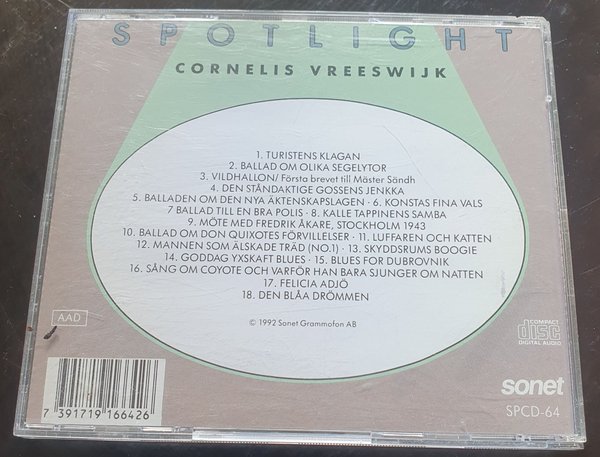 SPOTLIGHT
CORNELIS VREESWIJK
1. TURISTENS KLAGAN
2. BALLAD OM OLIKA SEGELYTOR
3. VILDHALLON/ Första brevet till Mäster Sändh
4. DEN STÅNDAKTIGE GOSSENS JENKKA
5. BALLADEN OM DEN NYA ÄKTENSKAPSLAGEN · 6. KONSTAS FINA VALS
7 BALLAD TILL EN BRA POLIS · 8. KALLE TAPPINENS SAMBA
9. MÖTE MED FREDRIK ÅKARE, STOCKHOLM 1943
10. BALLAD OM DON QUIXOTES FÖRVILLELSER · 11. LUFFAREN OCH KATTEN
12. MANNEN SOM ÄLSKADE TRÄD (NO.1) · 13. SKYDDSRUMS BOOGIE
14. GODDAG YXSKAFT BLUES · 15. BLUES FOR DUBROVNIK
16. SÅNG OM COYOTE OCH VARFÖR HAN BARA SJUNGER OM NATTEN
17. FELICIA ADJÖ
18. DEN BLÅA DRÖMMEN
© 1992 Sonet Grammofon AB
AAD
COMPACT
disc
DIGITAL AUDIO
7 391719 166426
sonet
SPCD-64